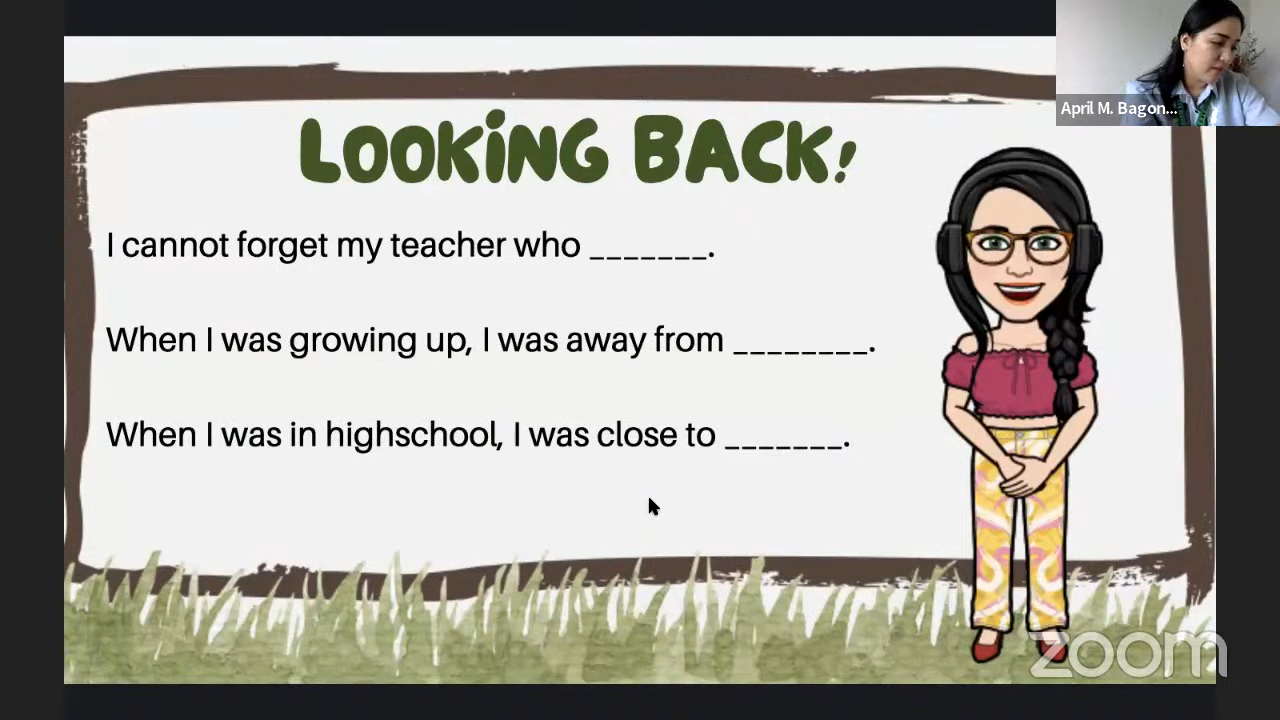 April M. Bagon...
LOOKING BACK!
I cannot forget my teacher who _______.
When I was growing up, I was away from ________.
When I was in highschool, I was close to _______.
zoom